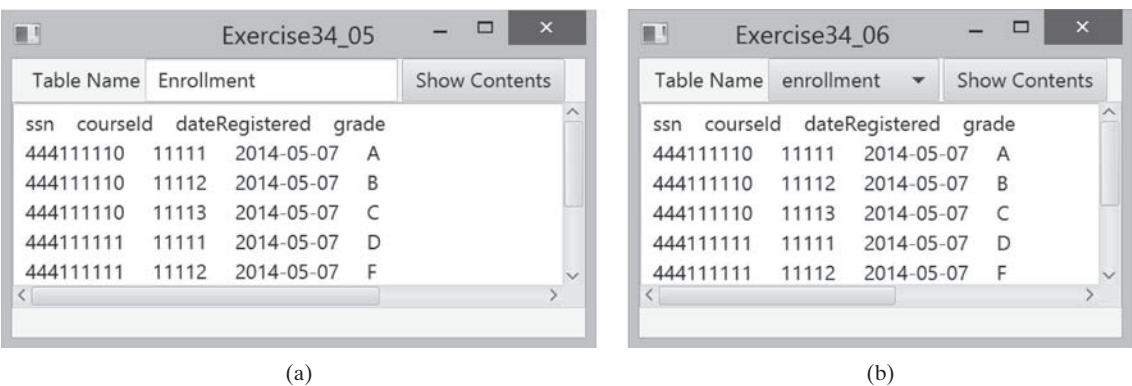 Exercise34_05
Table Name Enrollment Show Contents
ssn courseId dateRegistered grade
444111110 11111 2014-05-07 A
444111110 11112 2014-05-07 B
444111110 11113 2014-05-07 C
444111111 11111 2014-05-07 D
444111111 11112 2014-05-07 F
(a)
Exercise34_06
Table Name enrollment Show Contents
ssn courseId dateRegistered grade
444111110 11111 2014-05-07 A
444111110 11112 2014-05-07 B
444111110 11113 2014-05-07 C
444111111 11111 2014-05-07 D
444111111 11112 2014-05-07 F
(b)